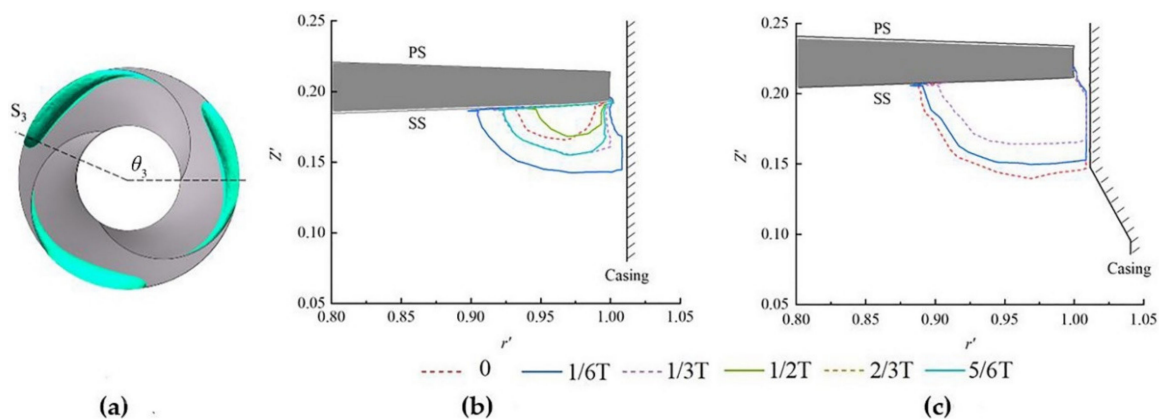 S3
θ3
0.25
0.20
0.15
0.10
0.05
Z'
PS
SS
Casing
0.80 0.85 0.90 0.95 1.00 1.05
r'
0.25
0.20
0.15
0.10
0.05
Z'
PS
SS
Casing
0.80 0.85 0.90 0.95 1.00 1.05
r'
0 1/6T 1/3T 1/2T 2/3T 5/6T
(a) (b) (c)